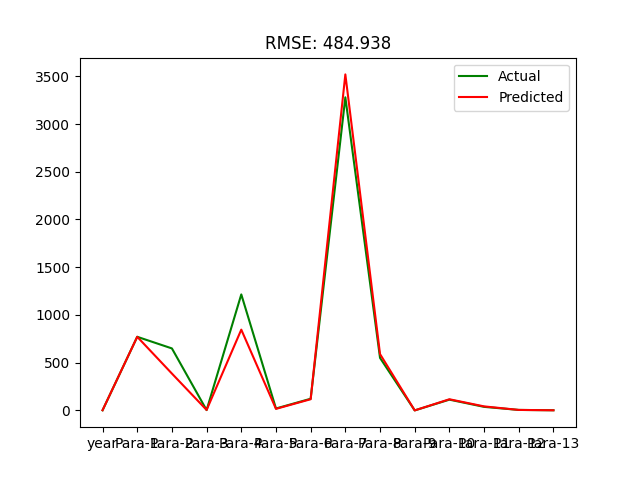 RMSE: 484.938
Actual
Predicted
3500
3000
2500
2000
1500
1000
500
0
year Para-1 Para-2 Para-3 Para-4 Para-5 Para-6 Para-7 Para-8 Para-9 Para-10 Para-11 Para-12 Para-13